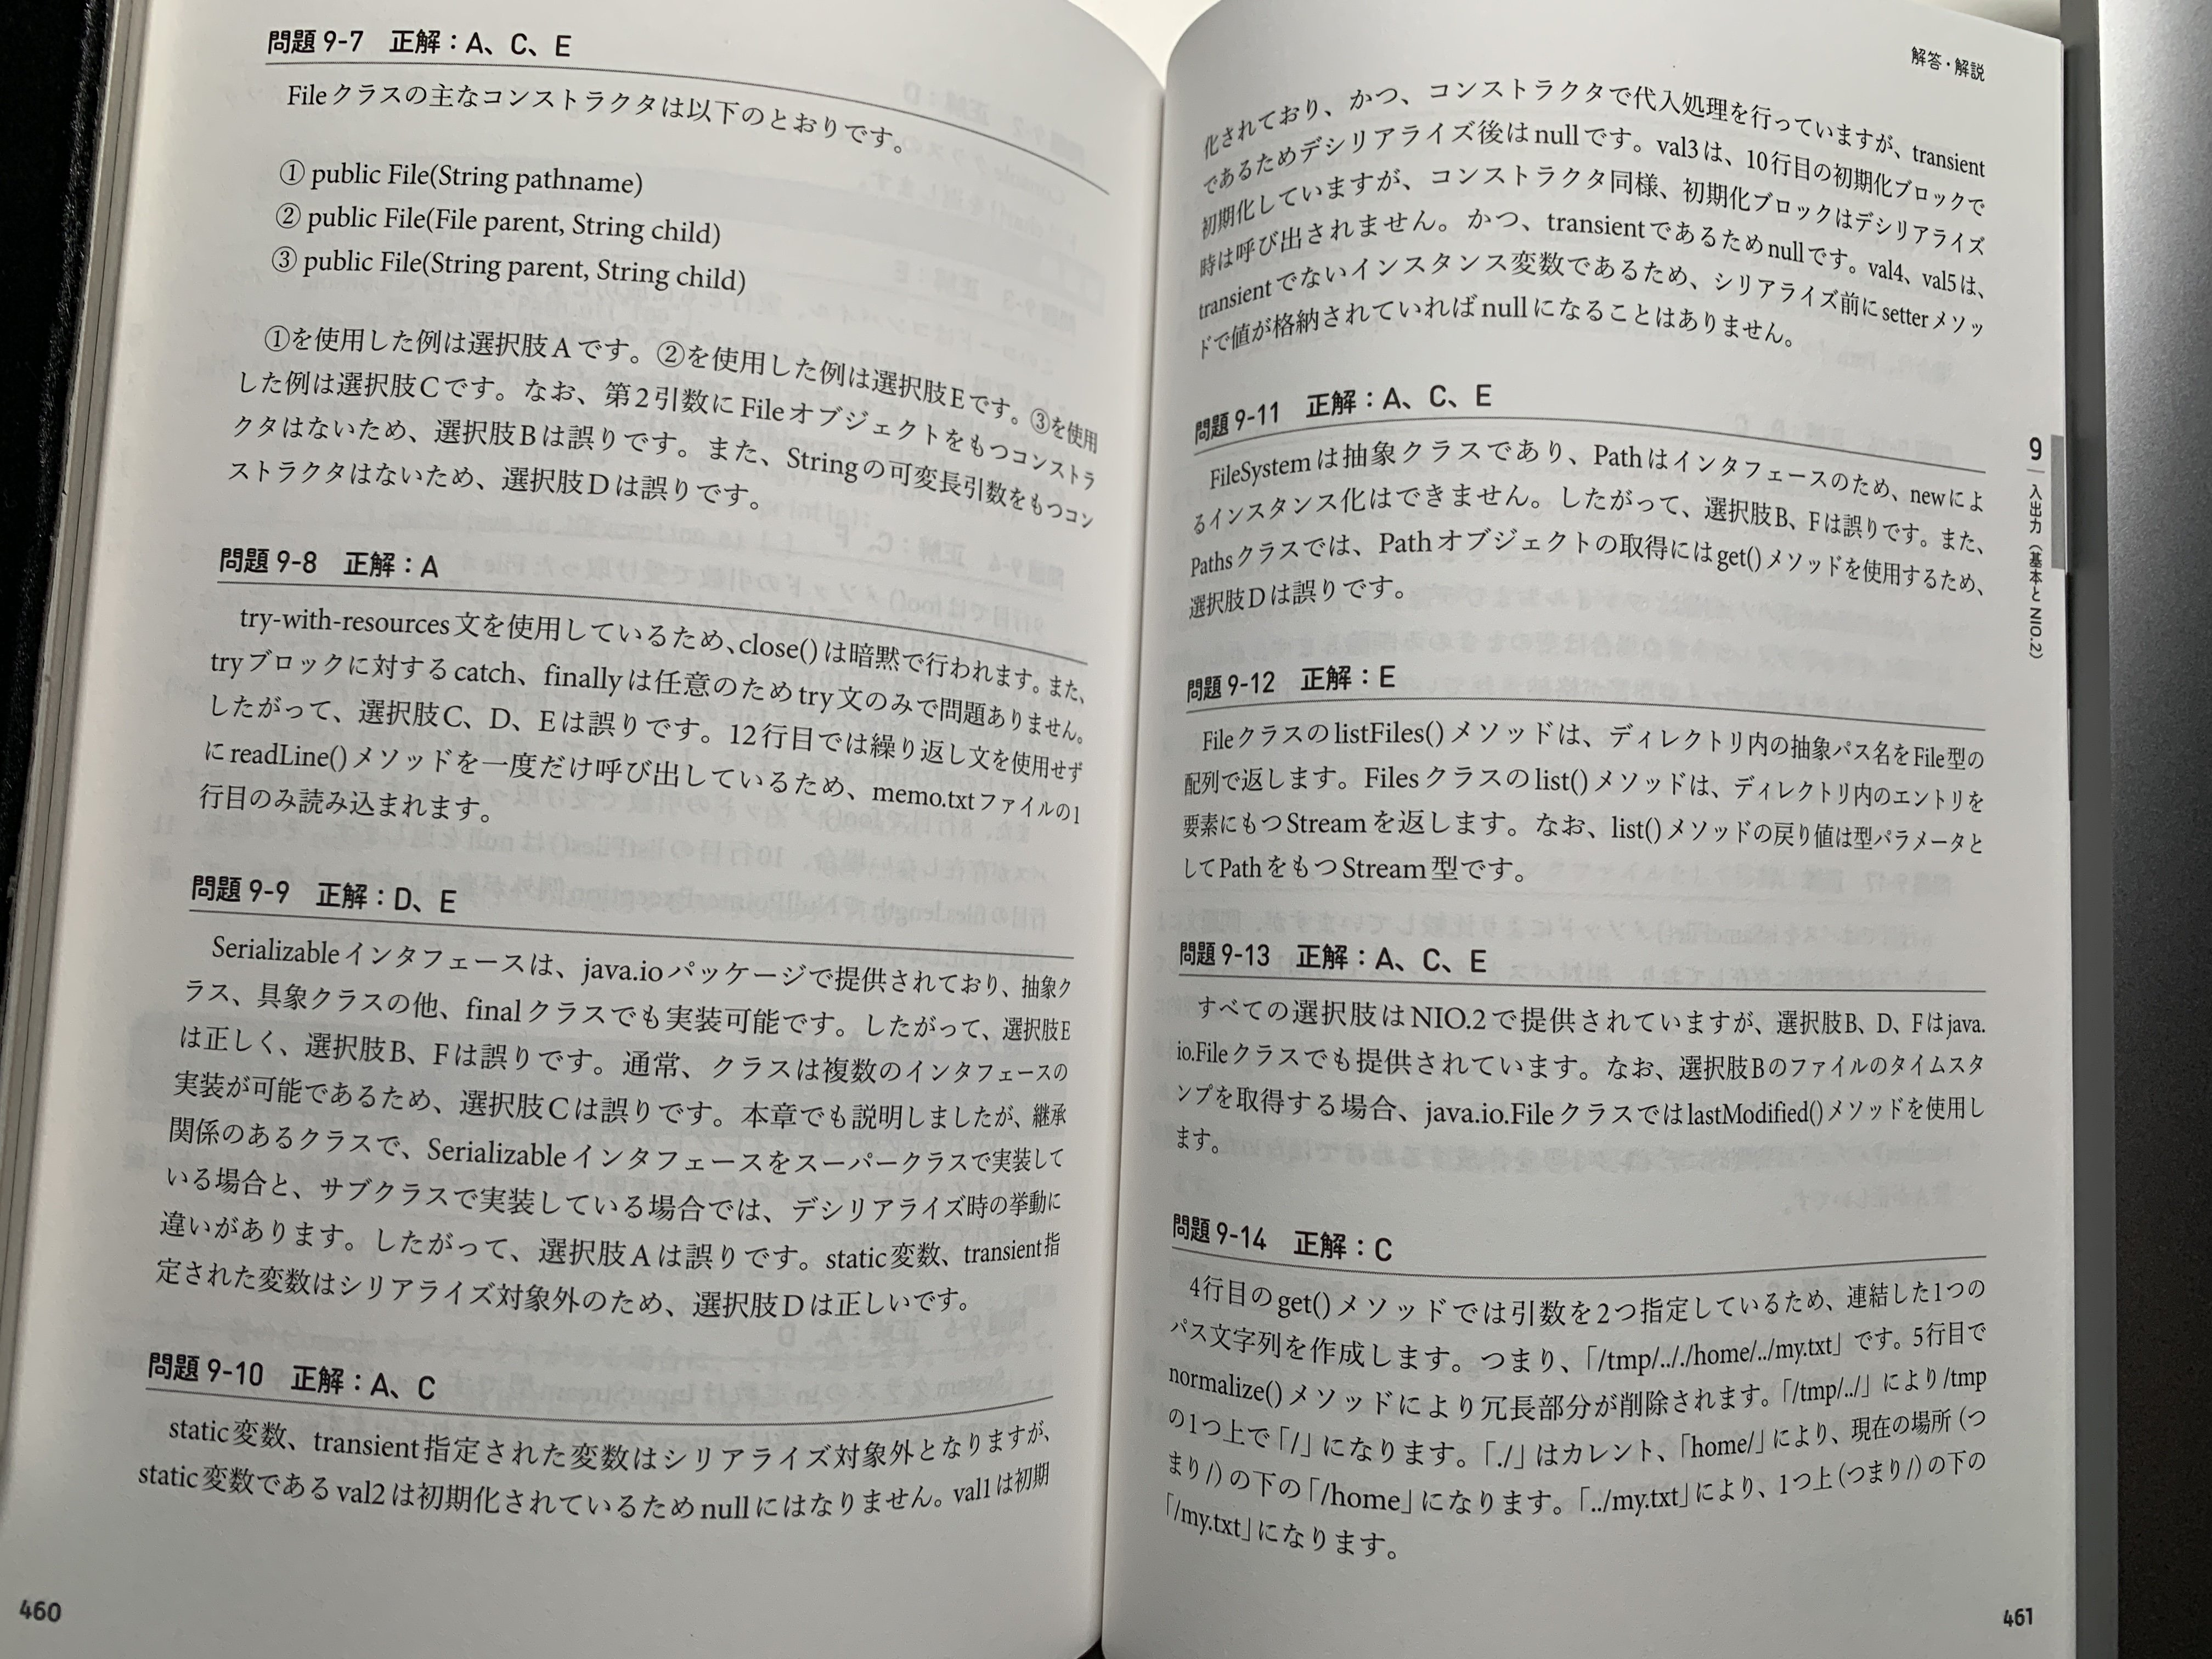 問題 9-7　正解：A、C、E
Fileクラスの主なコンストラクタは以下のとおりです。
① public File(String pathname)
② public File(File parent, String child)
③ public File(String parent, String child)
①を使用した例は選択肢Aです。②を使用した例は選択肢Eです。③を使用
した例は選択肢Cです。なお、第2引数にFileオブジェクトをもつコンストラ
クタはないため、選択肢Bは誤りです。また、Stringの可変長引数をもつコン
ストラクタはないため、選択肢Dは誤りです。
問題 9-8　正解：A
try-with-resources文を使用しているため、close()は暗黙で行われます。また、
tryブロックに対するcatch、finallyは任意のためtry文のみで問題ありません。
したがって、選択肢C、D、Eは誤りです。12行目では繰り返し文を使用せず
にreadLine()メソッドを一度だけ呼び出しているため、memo.txtファイルの1
行目のみ読み込まれます。
問題 9-9　正解：D、E
Serializableインタフェースは、java.ioパッケージで提供されており、抽象ク
ラス、具象クラスの他、finalクラスでも実装可能です。したがって、選択肢E
は正しく、選択肢B、Fは誤りです。通常、クラスは複数のインタフェースの
実装が可能であるため、選択肢Cは誤りです。本章でも説明しましたが、継承
関係のあるクラスで、Serializableインタフェースをスーパークラスで実装して
いる場合と、サブクラスで実装している場合では、デシリアライズ時の挙動に
違いがあります。したがって、選択肢Aは誤りです。static変数、transient指
定された変数はシリアライズ対象外のため、選択肢Dは正しいです。
問題 9-10　正解：A、C
static変数、transient指定された変数はシリアライズ対象外となりますが、
static変数であるval2は初期化されているためnullにはなりません。val1は初期
460
解答・解説
化されており、かつ、コンストラクタで代入処理を行っていますが、transient
であるためデシリアライズ後はnullです。val3は、10行目の初期化ブロックで
初期化していますが、コンストラクタ同様、初期化ブロックはデシリアライズ
時は呼び出されません。かつ、transientであるためnullです。val4、val5は、
transientでないインスタンス変数であるため、シリアライズ前にsetterメソッ
ドで値が格納されていればnullになることはありません。
問題 9-11　正解：A、C、E
FileSystemは抽象クラスであり、Pathはインタフェースのため、newによ
るインスタンス化はできません。したがって、選択肢B、Fは誤りです。また、
Pathsクラスでは、Pathオブジェクトの取得にはget()メソッドを使用するため、
選択肢Dは誤りです。
問題 9-12　正解：E
FileクラスのlistFiles()メソッドは、ディレクトリ内の抽象パス名をFile型の
配列で返します。Filesクラスのlist()メソッドは、ディレクトリ内のエントリを
要素にもつStreamを返します。なお、list()メソッドの戻り値は型パラメータと
してPathをもつStream型です。
問題 9-13　正解：A、C、E
すべての選択肢はNIO.2で提供されていますが、選択肢B、D、Fはjava.
io.Fileクラスでも提供されています。なお、選択肢Bのファイルのタイムスタ
ンプを取得する場合、java.io.FileクラスではlastModified()メソッドを使用し
ます。
問題 9-14　正解：C
4行目のget()メソッドでは引数を2つ指定しているため、連結した1つの
パス文字列を作成します。つまり、「/tmp/.././home/../my.txt」です。5行目で
normalize()メソッドにより冗長部分が削除されます。「/tmp/../」により/tmp
の1つ上で「/」になります。「./」はカレント、「home/」により、現在の場所（つ
まり/）の下の「/home」になります。「../my.txt」により、1つ上（つまり/）の下の
「/my.txt」になります。
9 入出力（基本とNIO.2）
461